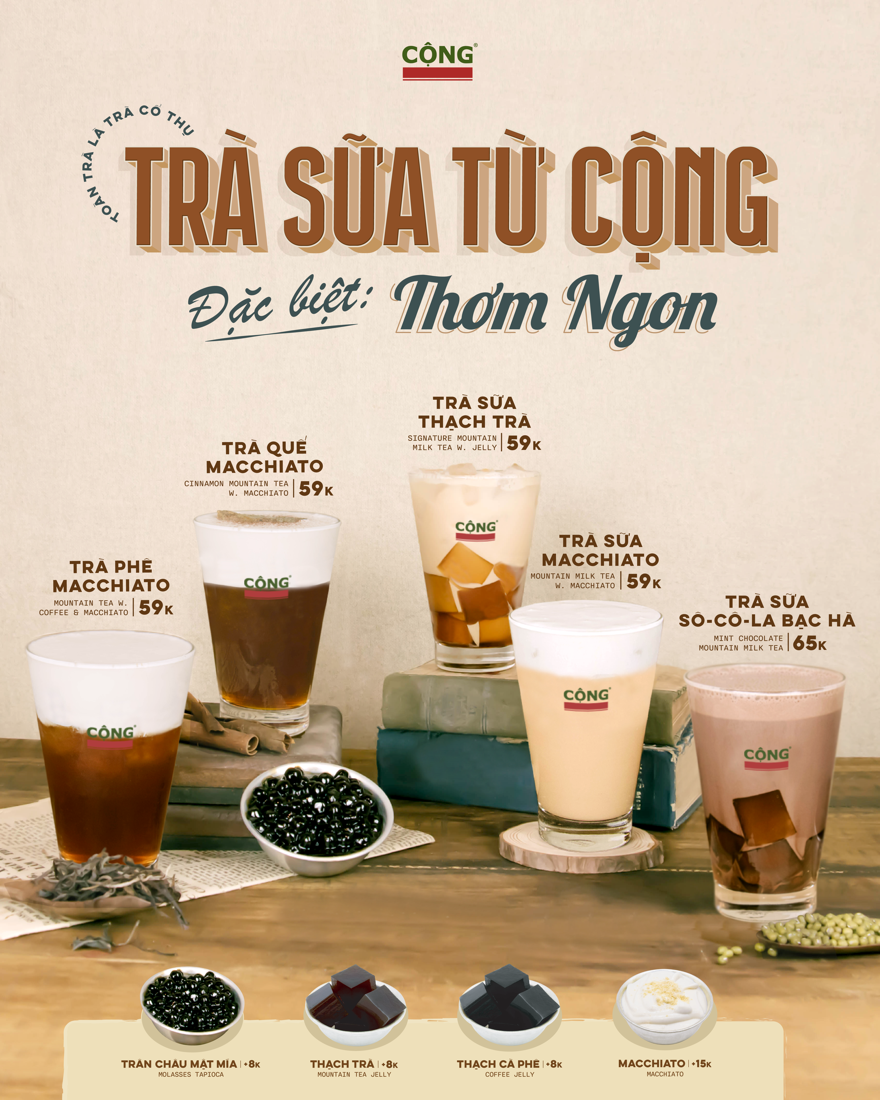 CỘNG®
TOÀN TRÀ LÀ TRÀ CỔ THỤ
TRÀ SỮA TỪ CỘNG
Đặc biệt: Thơm Ngon
TRÀ SỮA
THẠCH TRÀ
SIGNATURE MOUNTAIN
MILK TEA W. JELLY | 59K
TRÀ QUẾ
MACCHIATO
CINNAMON MOUNTAIN TEA
W. MACCHIATO | 59K
TRÀ SỮA
MACCHIATO
MOUNTAIN MILK TEA
W. MACCHIATO | 59K
TRÀ PHÊ
MACCHIATO
MOUNTAIN TEA W.
COFFEE & MACCHIATO | 59K
TRÀ SỮA
SÔ-CÔ-LA BẠC HÀ
MINT CHOCOLATE
MOUNTAIN MILK TEA | 65K
CỘNG
CỘNG
CỘNG
CỘNG
CỘNG
TRÂN CHÂU MẬT MÍA | +8K
MOLASSES TAPIOCA
THẠCH TRÀ | +8K
MOUNTAIN TEA JELLY
THẠCH CÀ PHÊ | +8K
COFFEE JELLY
MACCHIATO | +15K
MACCHIATO